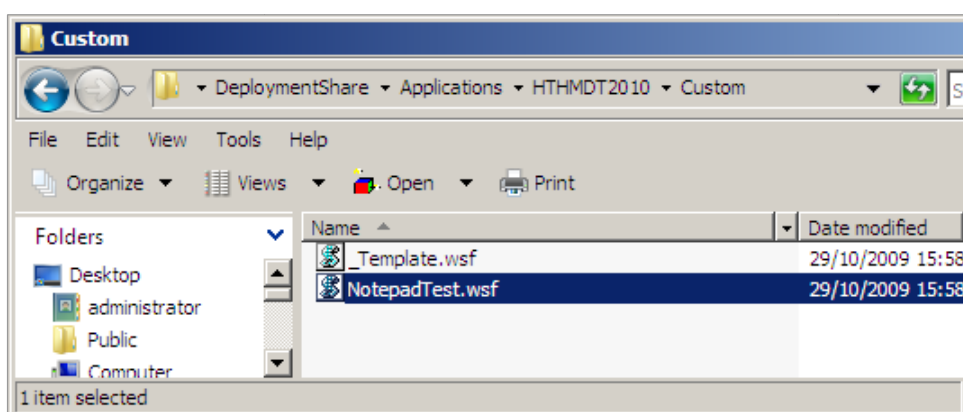 Custom
DeploymentShare Applications HTHMDT2010 Custom S
File Edit View Tools Help
Organize Views Open Print
Folders
Name Date modified
Desktop
administrator
Public
Computer
_Template.wsf 29/10/2009 15:58
NotepadTest.wsf 29/10/2009 15:58
1 item selected